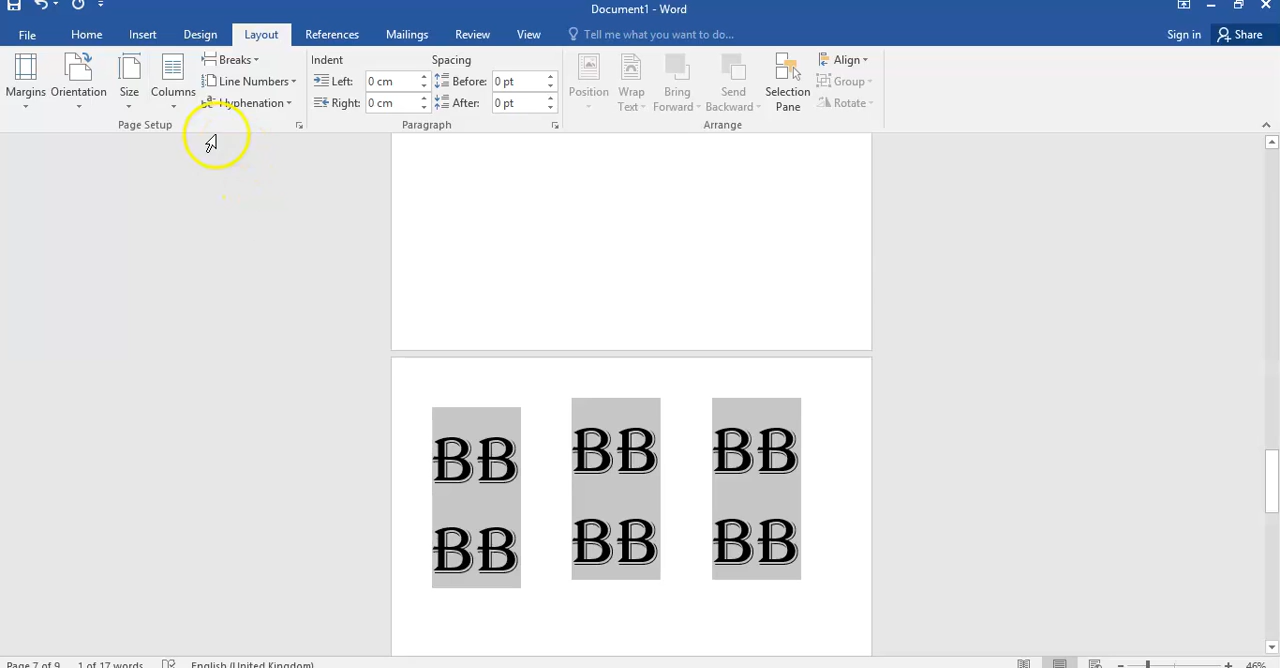 Document1 - Word
File Home Insert Design Layout References Mailings Review View Tell me what you want to do... Sign in Share
Margins
Orientation
Size
Columns
Breaks
Line Numbers
Hyphenation
Page Setup
Indent
Left: 0 cm
Right: 0 cm
Spacing
Before: 0 pt
After: 0 pt
Paragraph
Position
Wrap
Text
Bring
Forward
Send
Backward
Selection
Pane
Align
Group
Rotate
Arrange
BB BB BB
BB BB BB
Page 7 of 9 1 of 17 words English (United Kingdom) 46%